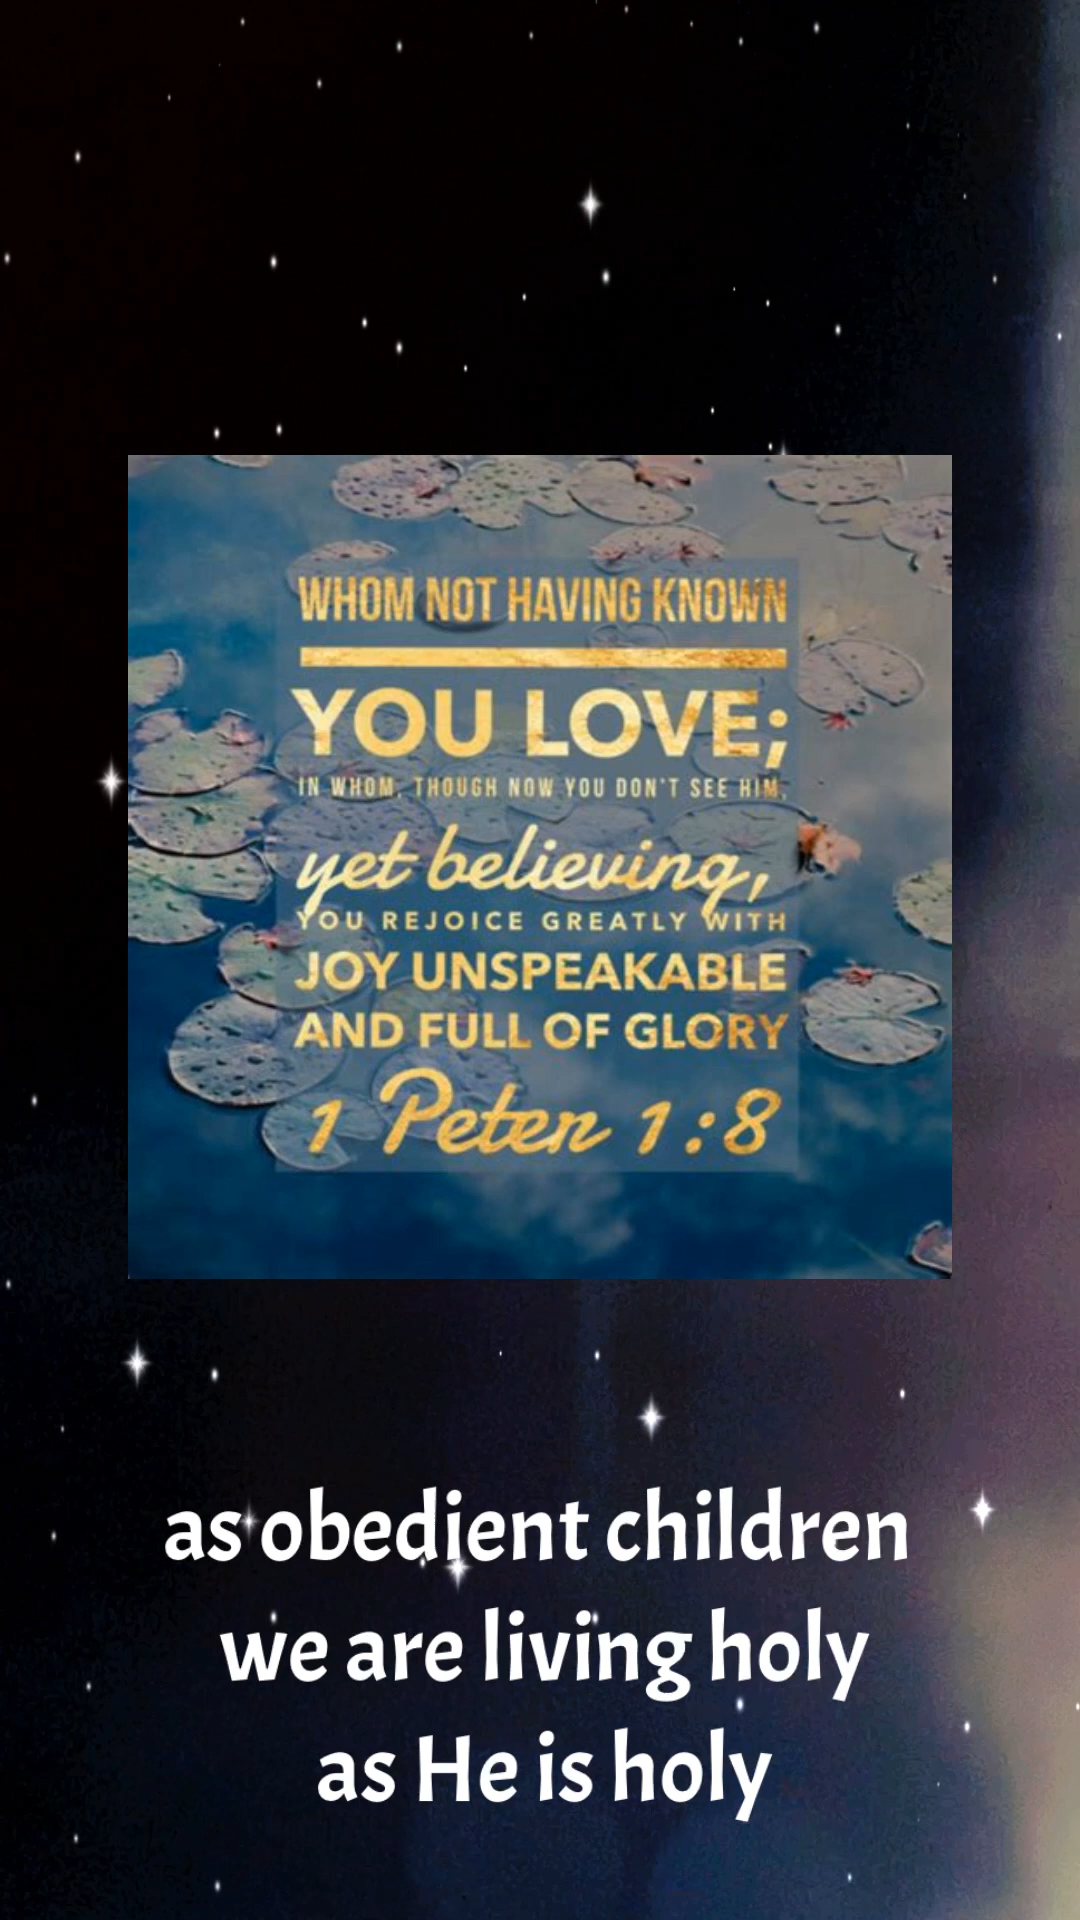 WHOM NOT HAVING KNOWN
YOU LOVE;
IN WHOM, THOUGH NOW YOU DON'T SEE HIM,
yet believing,
YOU REJOICE GREATLY WITH
JOY UNSPEAKABLE
AND FULL OF GLORY
1 Peter 1:8
as obedient children
we are living holy
as He is holy